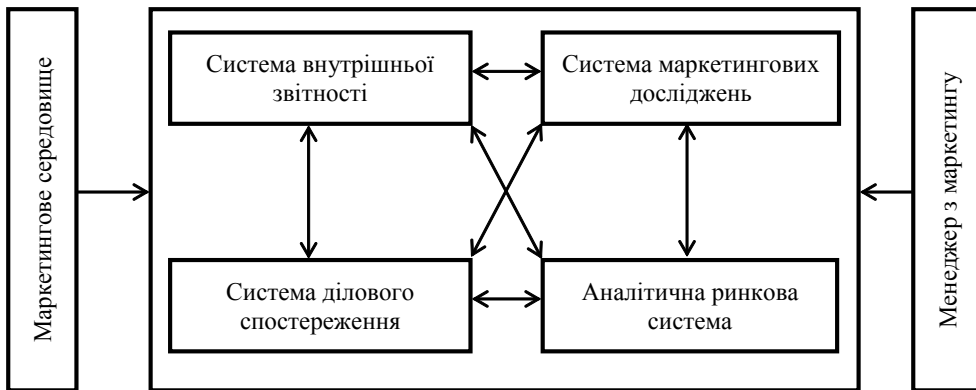 Маркетингове середовище
Система внутрішньої
звітності
Система маркетингових
досліджень
Система ділового
спостереження
Аналітична ринкова
система
Менеджер з маркетингу